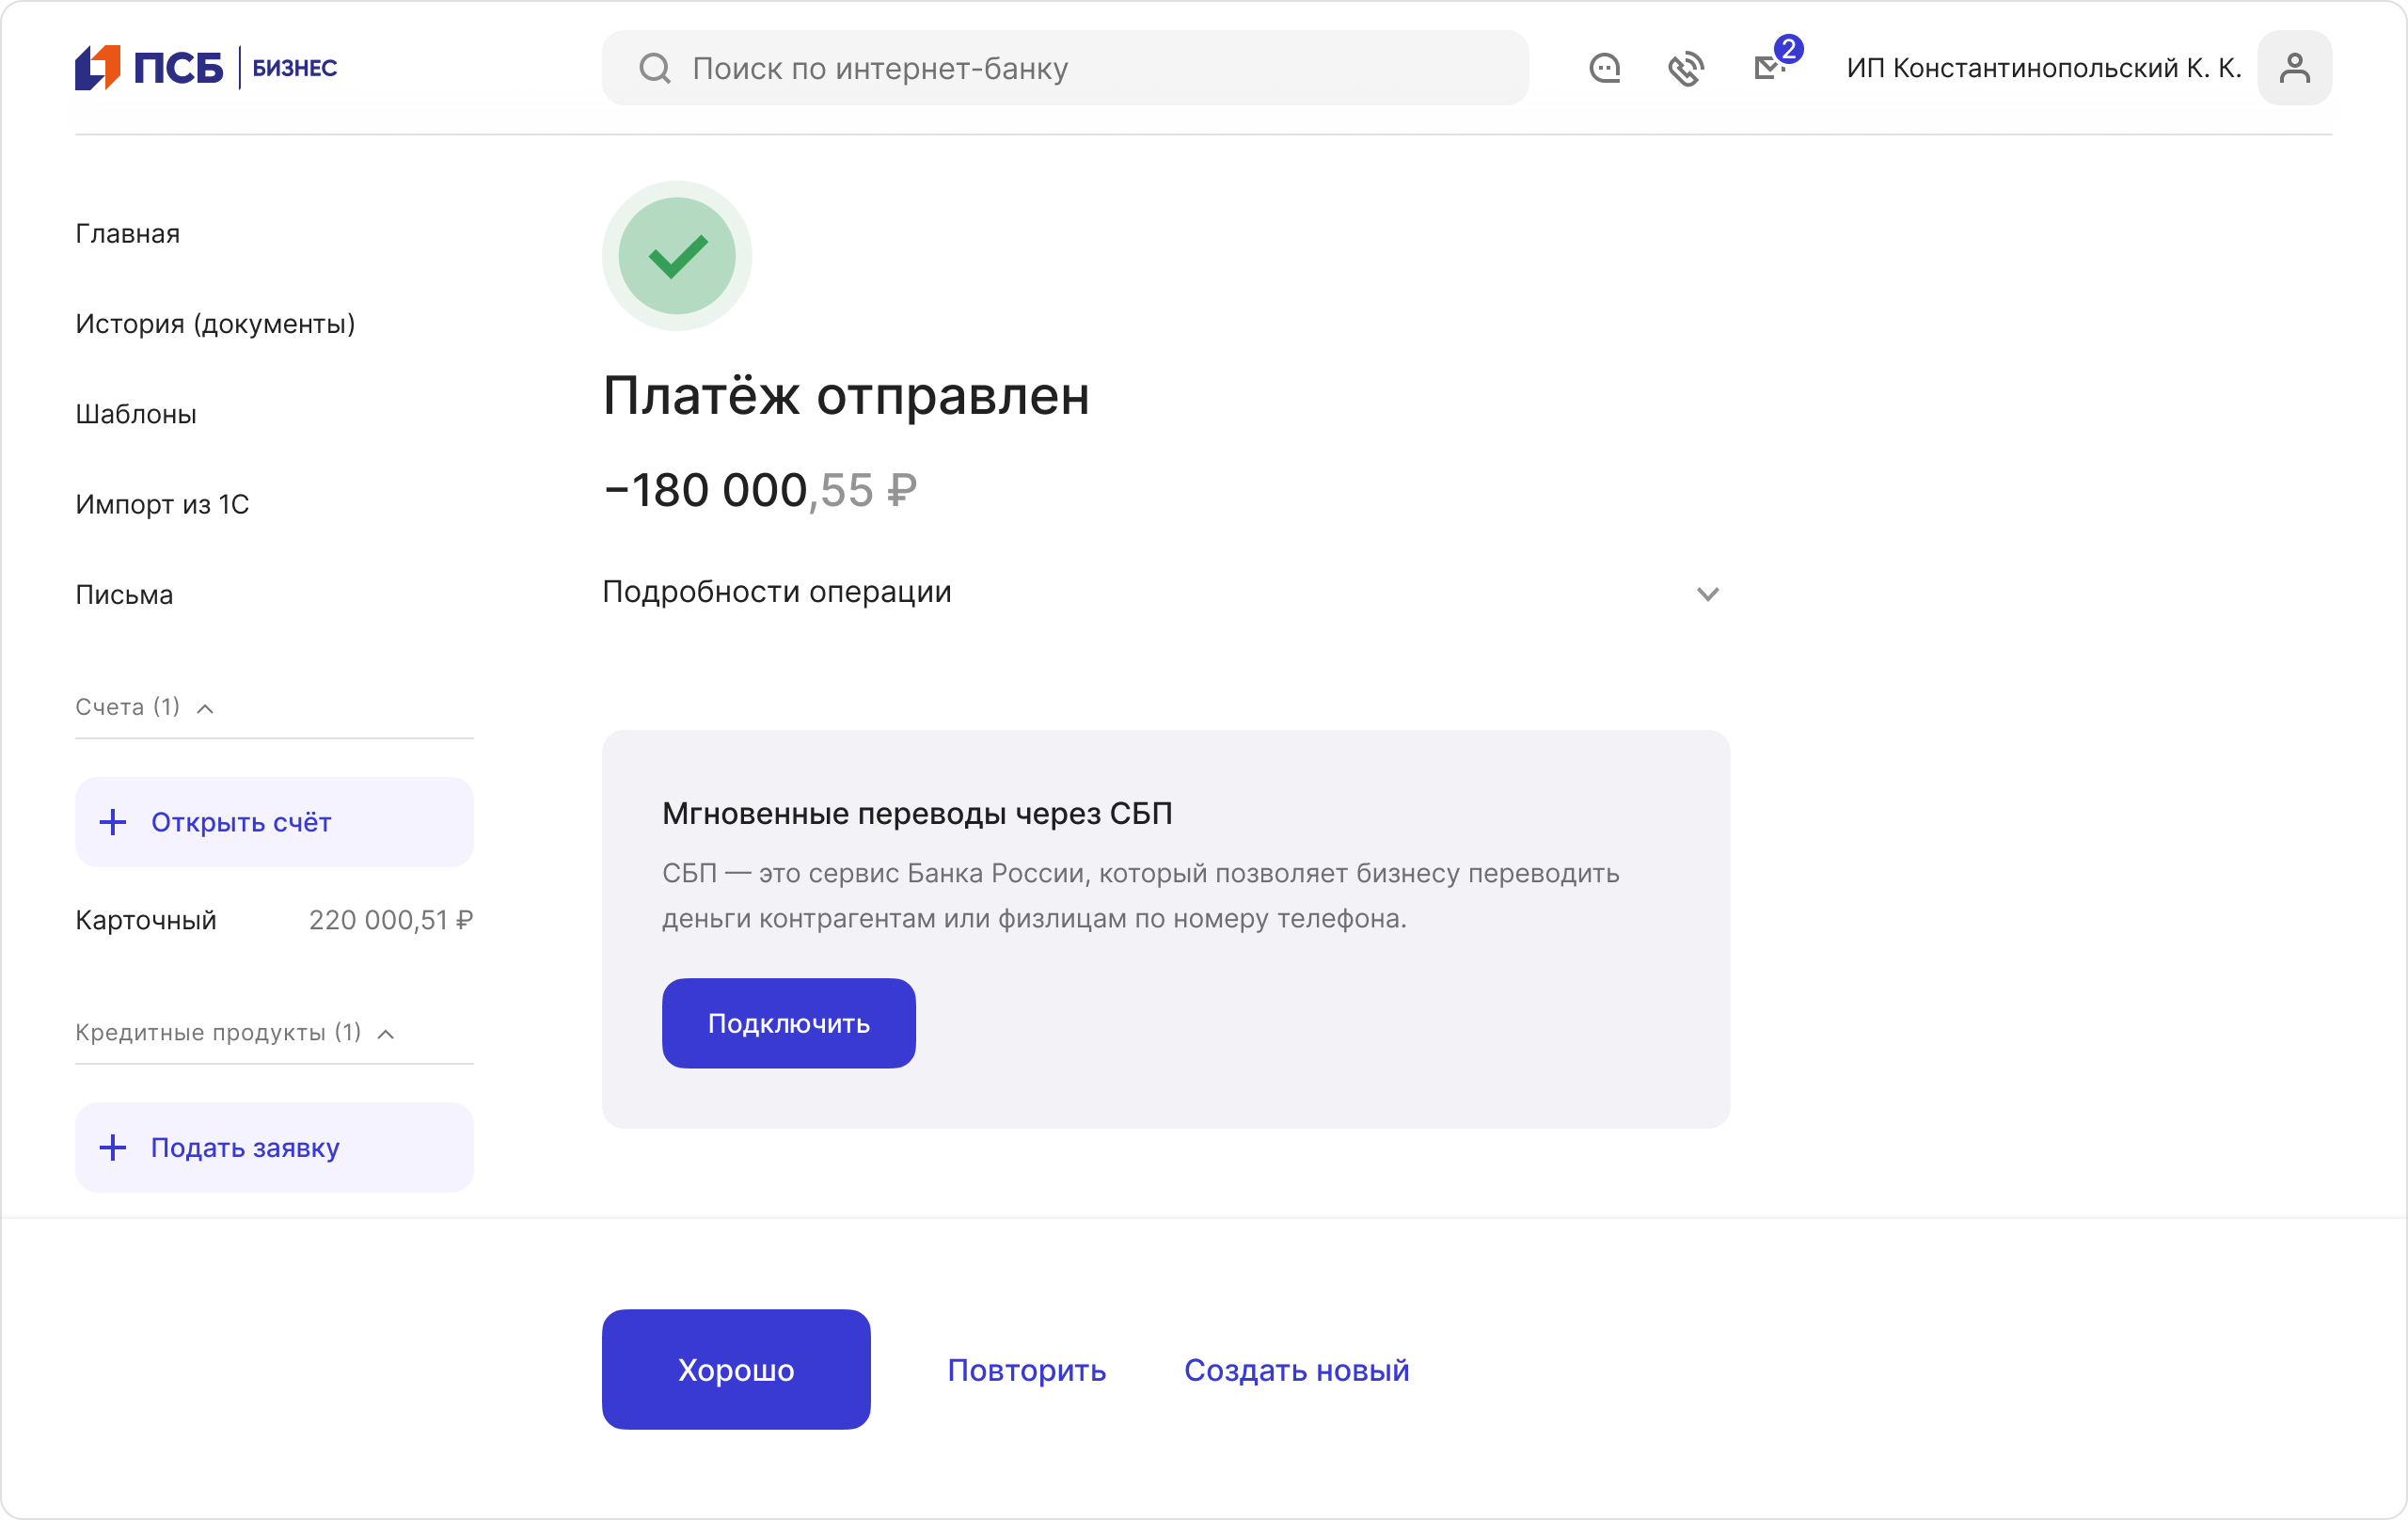 ПСБ БИЗНЕС
Поиск по интернет-банку
2
ИП Константинопольский К. К.
Главная
История (документы)
Шаблоны
Импорт из 1С
Письма
Счета (1)
Открыть счёт
Карточный 220 000,51 ₽
Кредитные продукты (1)
Подать заявку
Платёж отправлен
−180 000,55 ₽
Подробности операции
Мгновенные переводы через СБП
СБП — это сервис Банка России, который позволяет бизнесу переводить
деньги контрагентам или физлицам по номеру телефона.
Подключить
Хорошо
Повторить
Создать новый